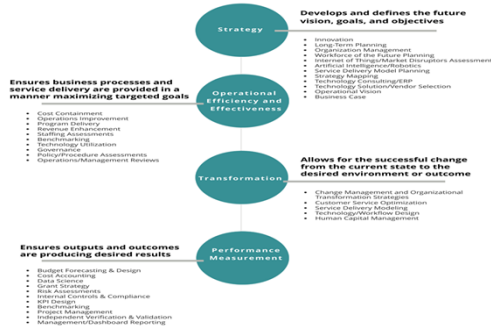 Strategy
Develops and defines the future
vision, goals, and objectives
Innovation
Long-Term Planning
Organization Management
Workforce of the Future Planning
Internet of Things/Market Disruptors Assessment
Artificial Intelligence/Robotics
Service Delivery Model Planning
Strategy Mapping
Technology Consulting/ERP
Technology Solution/Vendor Selection
Operational Vision
Business Case
Operational
Efficiency and
Effectiveness
Ensures business processes and
service delivery are provided in a
manner maximizing targeted goals
Cost Containment
Operations Improvement
Program Delivery
Revenue Enhancement
Staffing Assessments
Benchmarking
Technology Utilization
Governance
Policy/Procedure Assessments
Operations/Management Reviews
Transformation
Allows for the successful change
from the current state to the
desired environment or outcome
Change Management and Organizational
Transformation Strategies
Customer Service Optimization
Service Delivery Modeling
Technology/Workflow Design
Human Capital Management
Performance
Measurement
Ensures outputs and outcomes
are producing desired results
Budget Forecasting & Design
Cost Accounting
Data Science
Grant Strategy
Risk Assessments
Internal Controls & Compliance
KPI Design
Benchmarking
Project Management
Independent Verification & Validation
Management/Dashboard Reporting